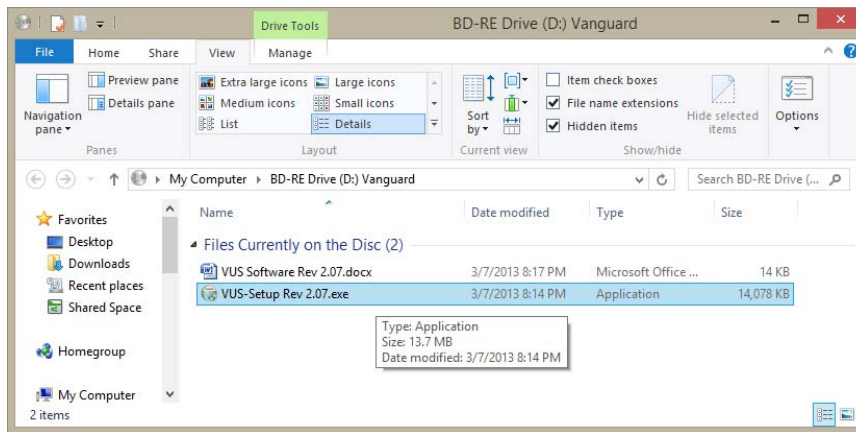 Drive Tools
BD-RE Drive (D:) Vanguard
File Home Share View Manage
Navigation pane
Preview pane
Details pane
Panes
Extra large icons Large icons
Medium icons Small icons
List Details
Layout
Sort by
Current view
Item check boxes
File name extensions
Hidden items
Hide selected items
Show/hide
Options
My Computer BD-RE Drive (D:) Vanguard
Search BD-RE Drive (...
Favorites
Desktop
Downloads
Recent places
Shared Space
Homegroup
My Computer
Name Date modified Type Size
Files Currently on the Disc (2)
VUS Software Rev 2.07.docx 3/7/2013 8:17 PM Microsoft Office ... 14 KB
VUS-Setup Rev 2.07.exe 3/7/2013 8:14 PM Application 14,078 KB
Type: Application
Size: 13.7 MB
Date modified: 3/7/2013 8:14 PM
2 items